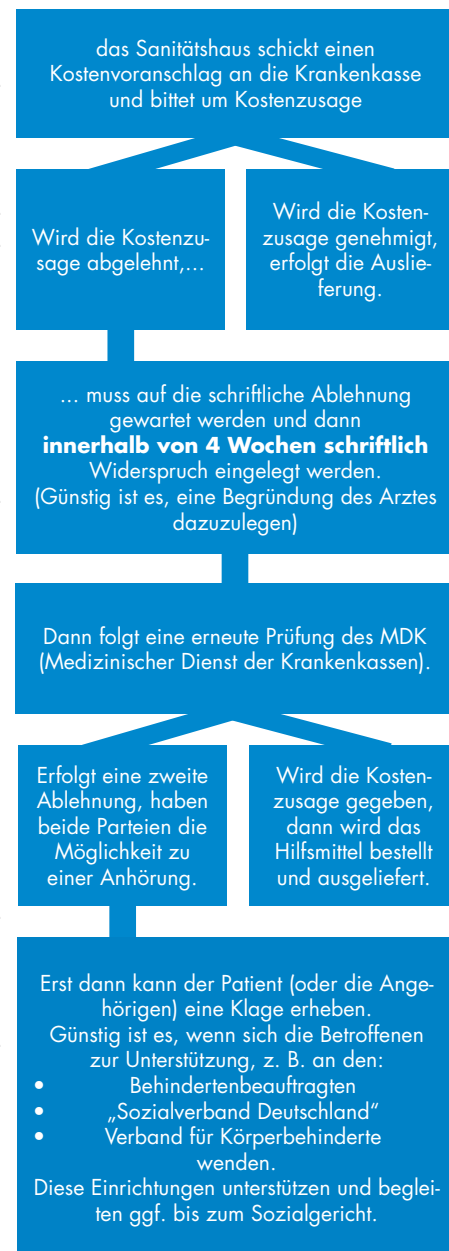 das Sanitätshaus schickt einen
Kostenvoranschlag an die Krankenkasse
und bittet um Kostenzusage
Wird die Kostenzu-
sage abgelehnt,...
Wird die Kosten-
zusage genehmigt,
erfolgt die Auslie-
ferung.
... muss auf die schriftliche Ablehnung
gewartet werden und dann
innerhalb von 4 Wochen schriftlich
Widerspruch eingelegt werden.
(Günstig ist es, eine Begründung des Arztes
dazuzulegen)
Dann folgt eine erneute Prüfung des MDK
(Medizinischer Dienst der Krankenkassen).
Erfolgt eine zweite
Ablehnung, haben
beide Parteien die
Möglichkeit zu
einer Anhörung.
Wird die Kosten-
zusage gegeben,
dann wird das
Hilfsmittel bestellt
und ausgeliefert.
Erst dann kann der Patient (oder die Ange-
hörigen) eine Klage erheben.
Günstig ist es, wenn sich die Betroffenen
zur Unterstützung, z. B. an den:
• Behindertenbeauftragten
• „Sozialverband Deutschland“
• Verband für Körperbehinderte
wenden.
Diese Einrichtungen unterstützen und beglei-
ten ggf. bis zum Sozialgericht.